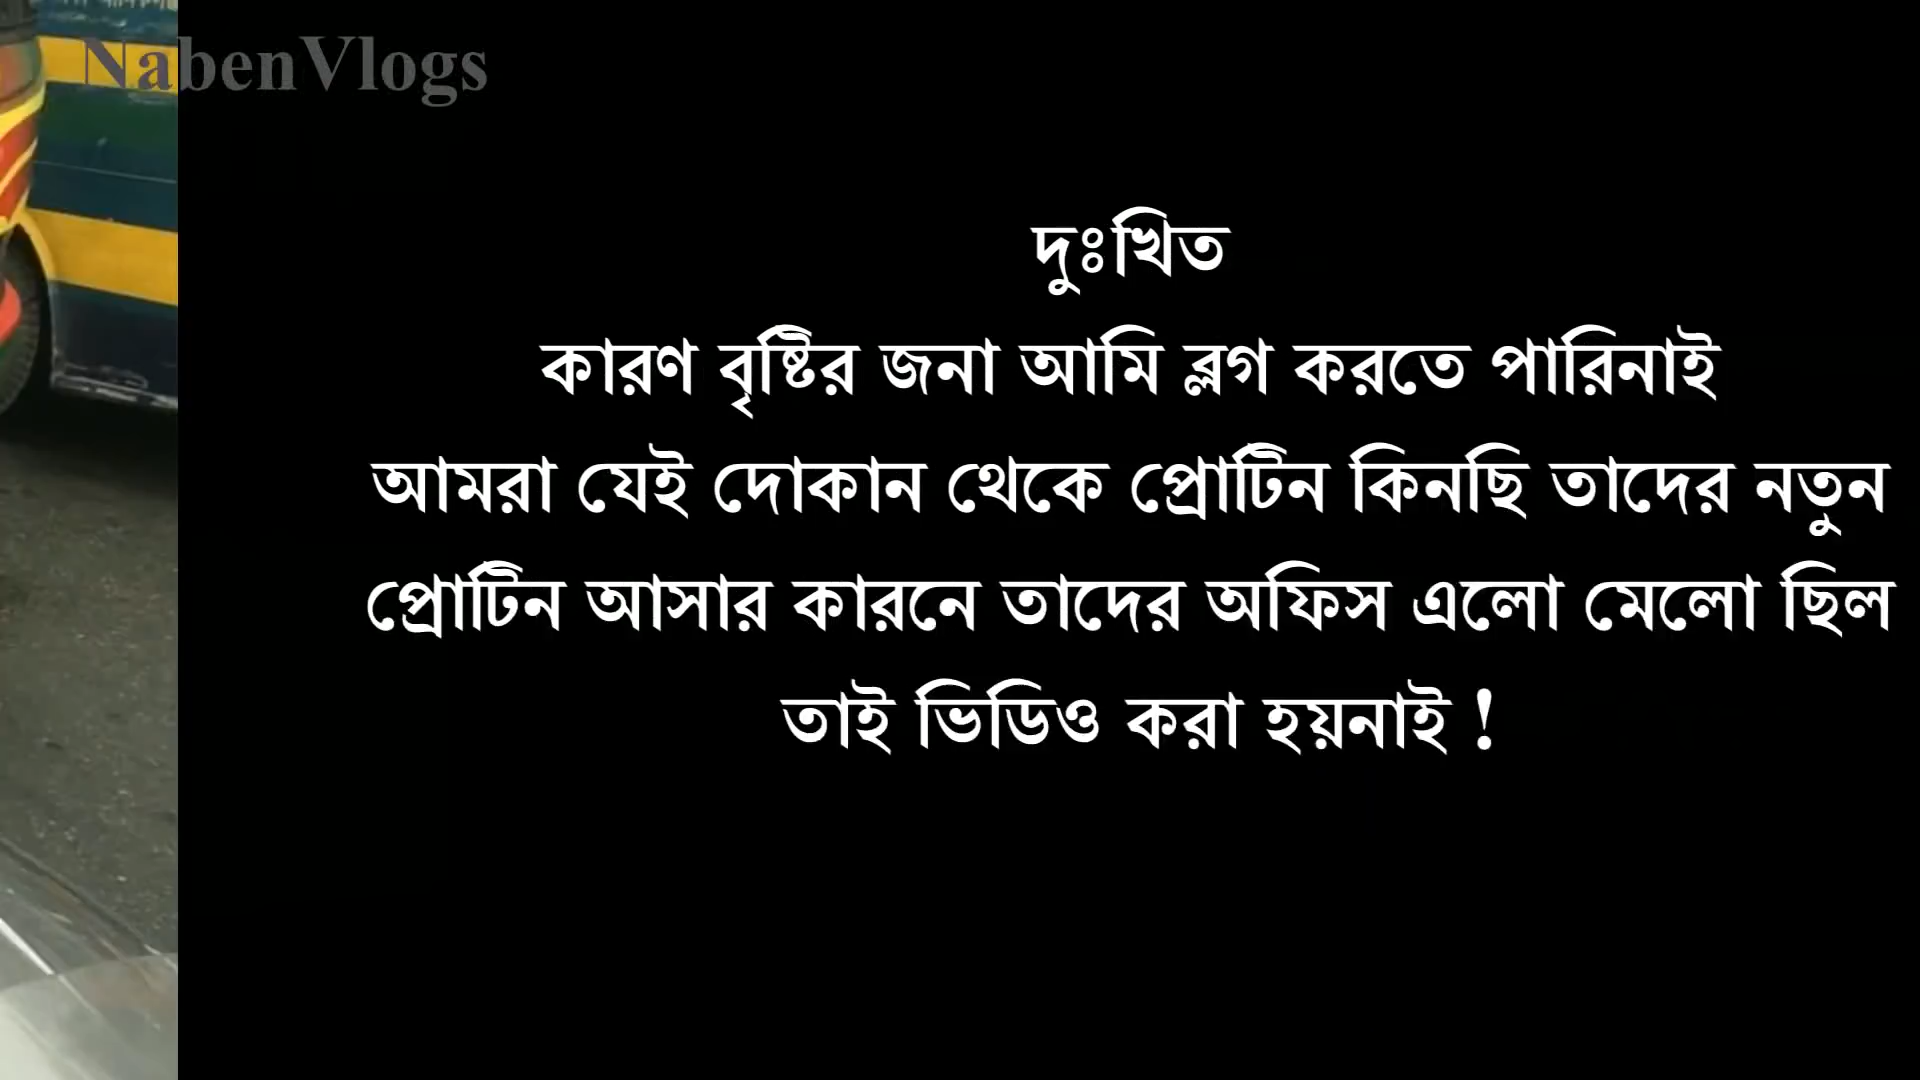 NabenVlogs
দুঃখিত
কারণ বৃষ্টির জনা আমি ব্লগ করতে পারিনাই
আমরা যেই দোকান থেকে প্রোটিন কিনছি তাদের নতুন
প্রোটিন আসার কারনে তাদের অফিস এলো মেলো ছিল
তাই ভিডিও করা হয়নাই !